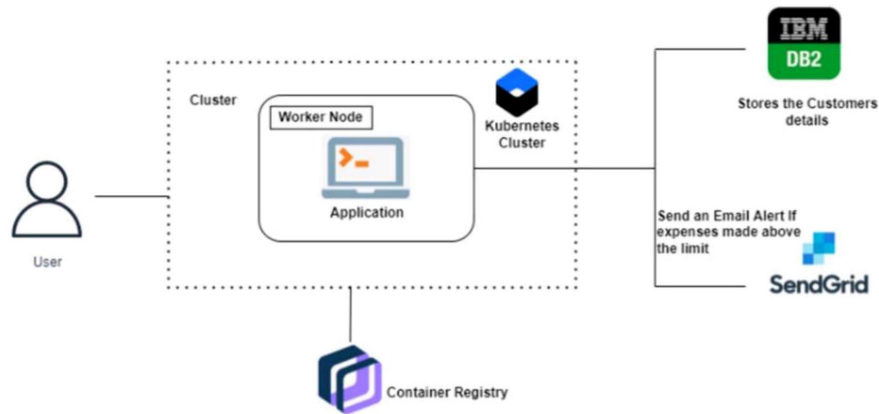 IBM
DB2
Stores the Customers
details
Cluster
Worker Node
Kubernetes
Cluster
Application
User
Send an Email Alert If
expenses made above
the limit
SendGrid
Container Registry